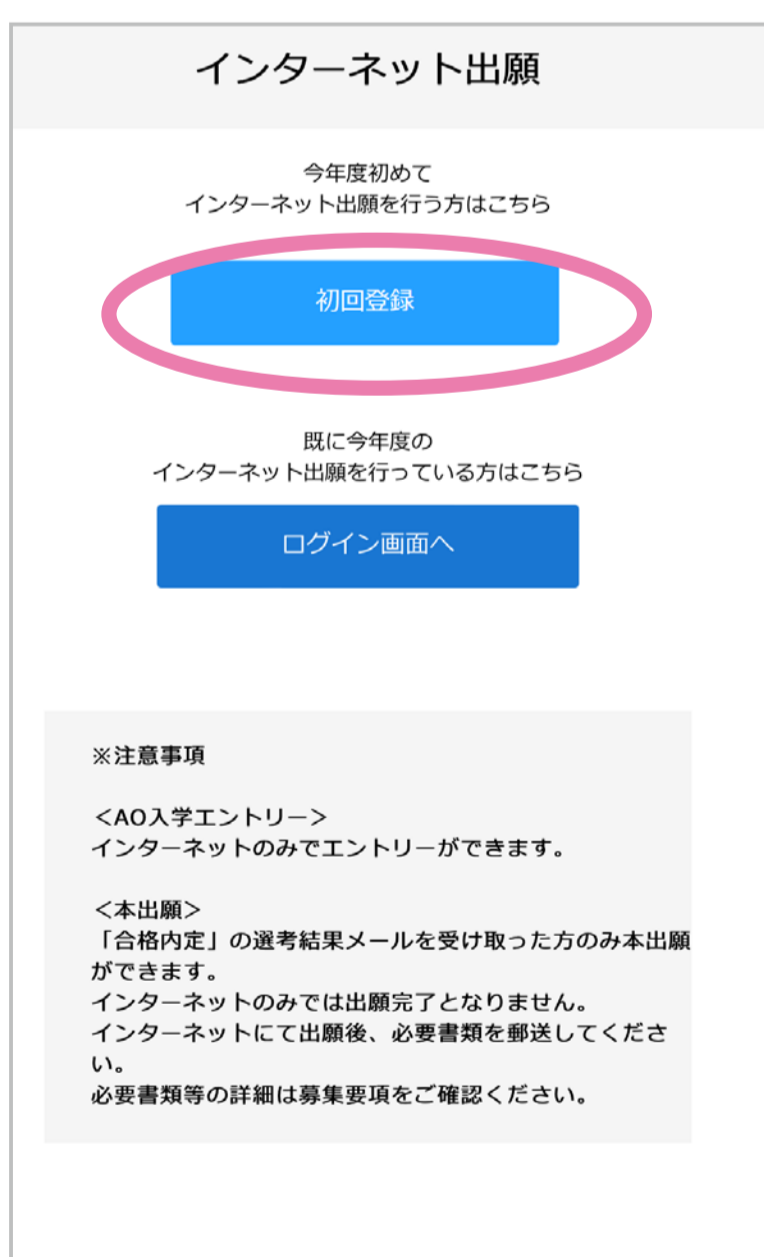 インターネット出願
今年度初めて
インターネット出願を行う方はこちら
初回登録
既に今年度の
インターネット出願を行っている方はこちら
ログイン画面へ
※注意事項
＜AO入学エントリー＞
インターネットのみでエントリーができます。
＜本出願＞
「合格内定」の選考結果メールを受け取った方のみ本出願
ができます。
インターネットのみでは出願完了となりません。
インターネットにて出願後、必要書類を郵送してくださ
い。
必要書類等の詳細は募集要項をご確認ください。